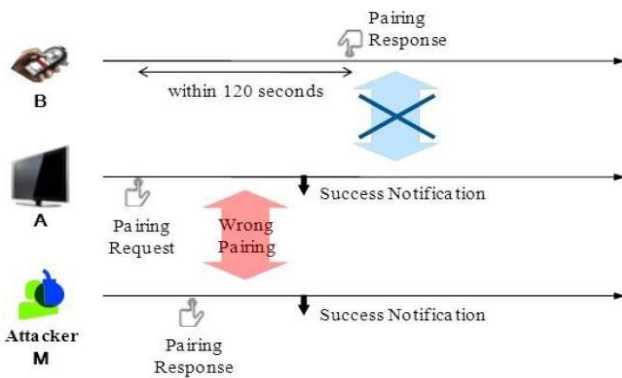 Pairing
Response
within 120 seconds
B
Success Notification
A
Pairing
Request
Wrong
Pairing
Success Notification
Attacker
M
Pairing
Response